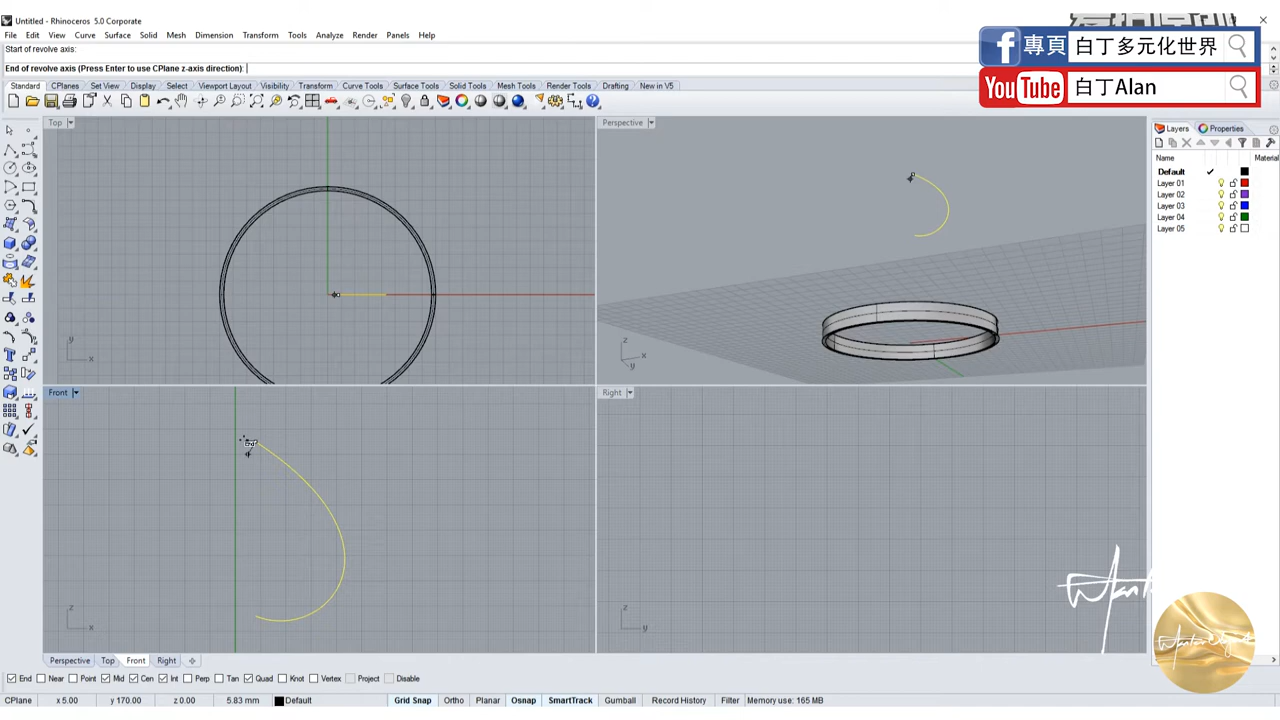 Untitled - Rhinoceros 5.0 Corporate
File Edit View Curve Surface Solid Mesh Dimension Transform Tools Analyze Render Panels Help
Start of revolve axis:
End of revolve axis (Press Enter to use CPlane z-axis direction):
專頁 白丁多元化世界
YouTube 白丁Alan
Standard CPlanes Set View Display Select Viewport Layout Visibility Transform Curve Tools Surface Tools Solid Tools Mesh Tools Render Tools Drafting New in V5
Top
Perspective
Layers Properties
Name Material
Default
Layer 01
Layer 02
Layer 03
Layer 04
Layer 05
y
x
z
x
y
Front
Right
z
x
z
y
Perspective Top Front Right
End Near Point Mid Cen Int Perp Tan Quad Knot Vertex Project Disable
CPlane x 5.00 y 170.00 z 0.00 5.83 mm Default Grid Snap Ortho Planar Osnap SmartTrack Gumball Record History Filter Memory use: 165 MB